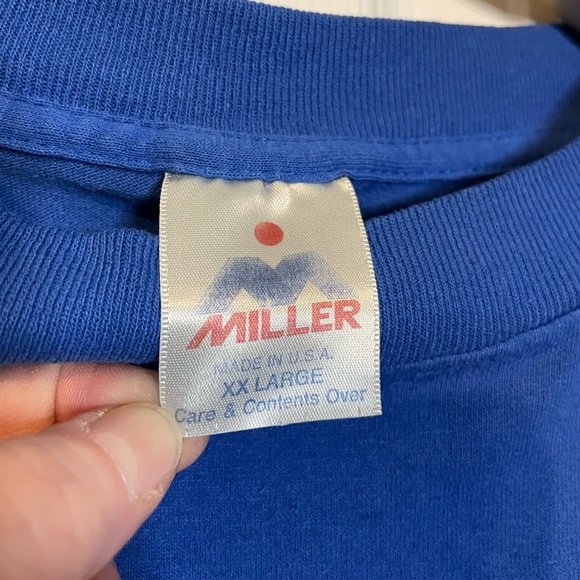 MILLER
MADE IN U.S.A.
XX LARGE
Care & Contents Over